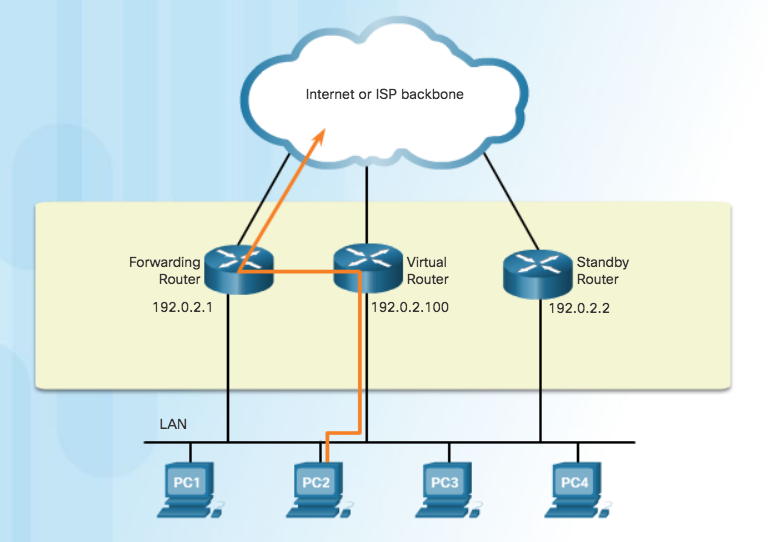 Internet or ISP backbone
Forwarding
Router
192.0.2.1
Virtual
Router
192.0.2.100
Standby
Router
192.0.2.2
LAN
PC1
PC2
PC3
PC4